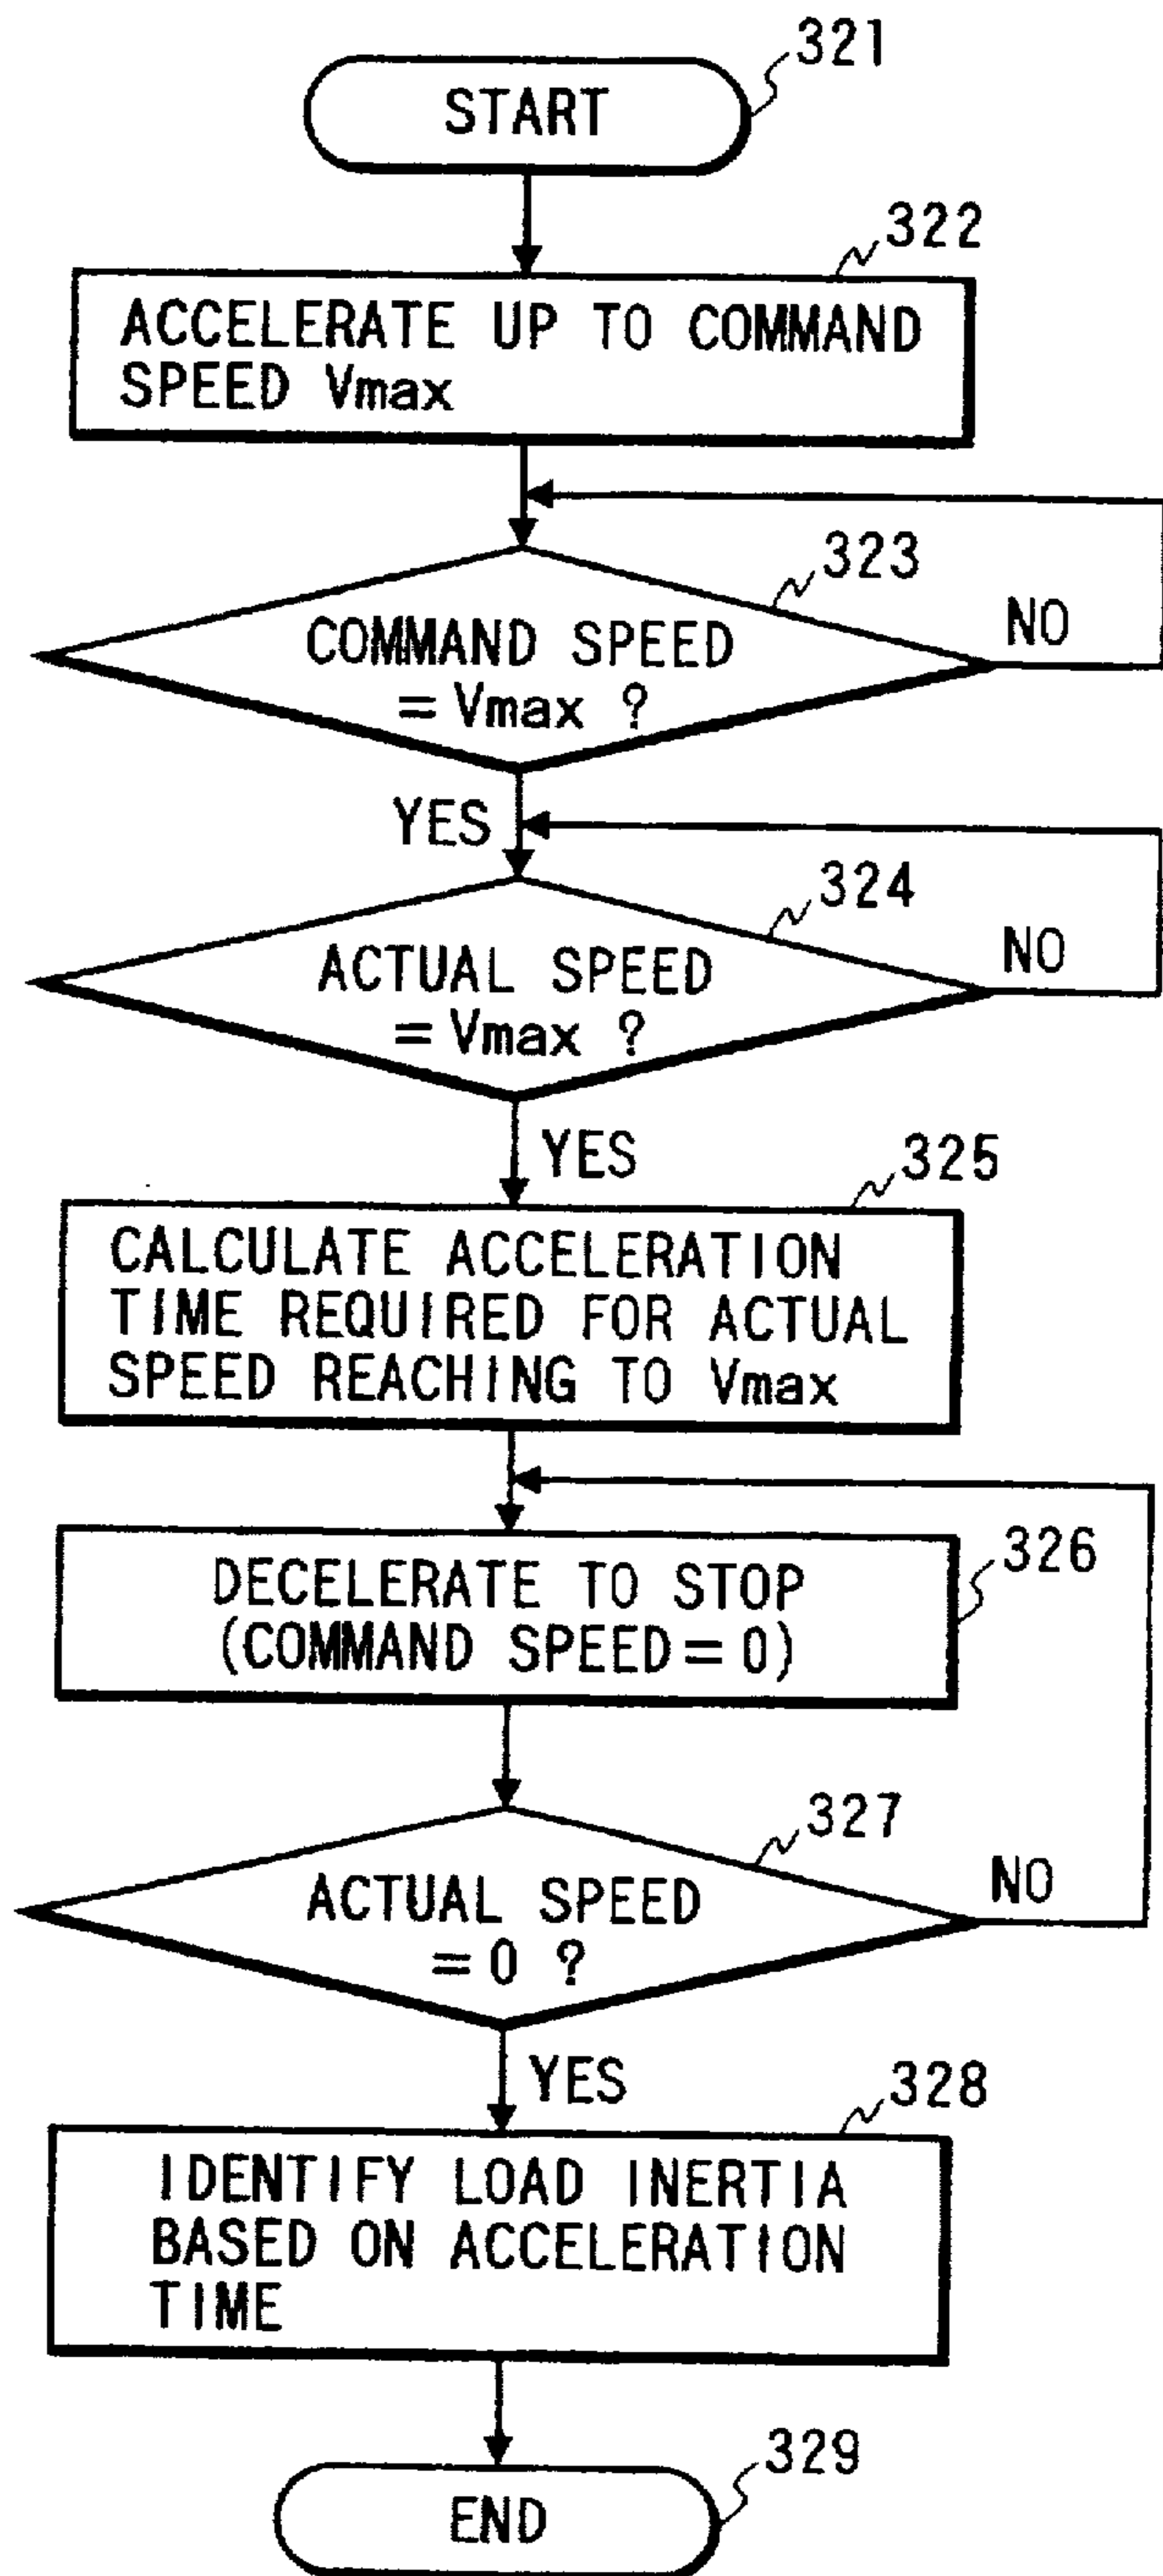 321
START
322
ACCELERATE UP TO COMMAND
SPEED Vmax
323
COMMAND SPEED
= Vmax ?
NO
YES
324
ACTUAL SPEED
= Vmax ?
NO
YES
325
CALCULATE ACCELERATION
TIME REQUIRED FOR ACTUAL
SPEED REACHING TO Vmax
326
DECELERATE TO STOP
(COMMAND SPEED = 0)
327
ACTUAL SPEED
= 0 ?
NO
YES
328
IDENTIFY LOAD INERTIA
BASED ON ACCELERATION
TIME
329
END